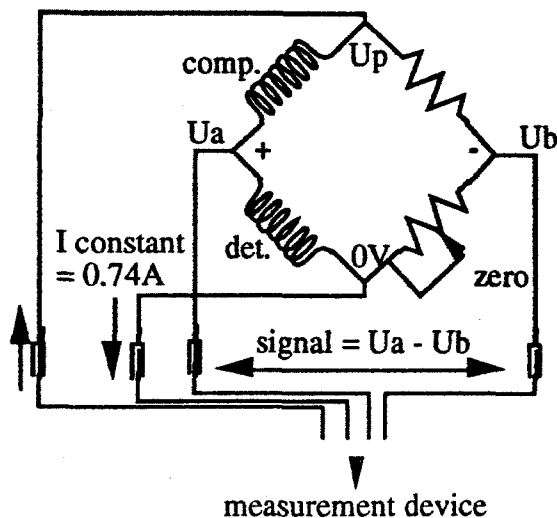 Up
comp.
Ua
+
-
Ub
I constant
= 0.74A
det.
0V
zero
signal = Ua - Ub
measurement device